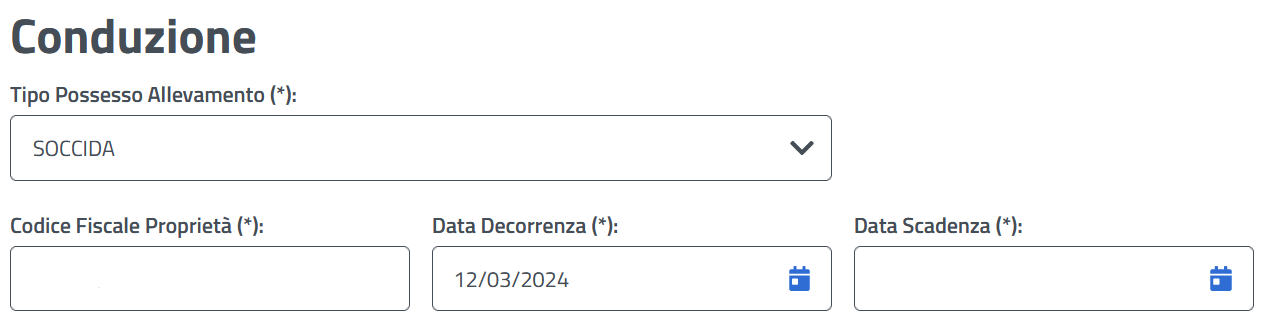 Conduzione
Tipo Possesso Allevamento (*):
SOCCIDA
Codice Fiscale Proprietà (*): Data Decorrenza (*): Data Scadenza (*):
12/03/2024